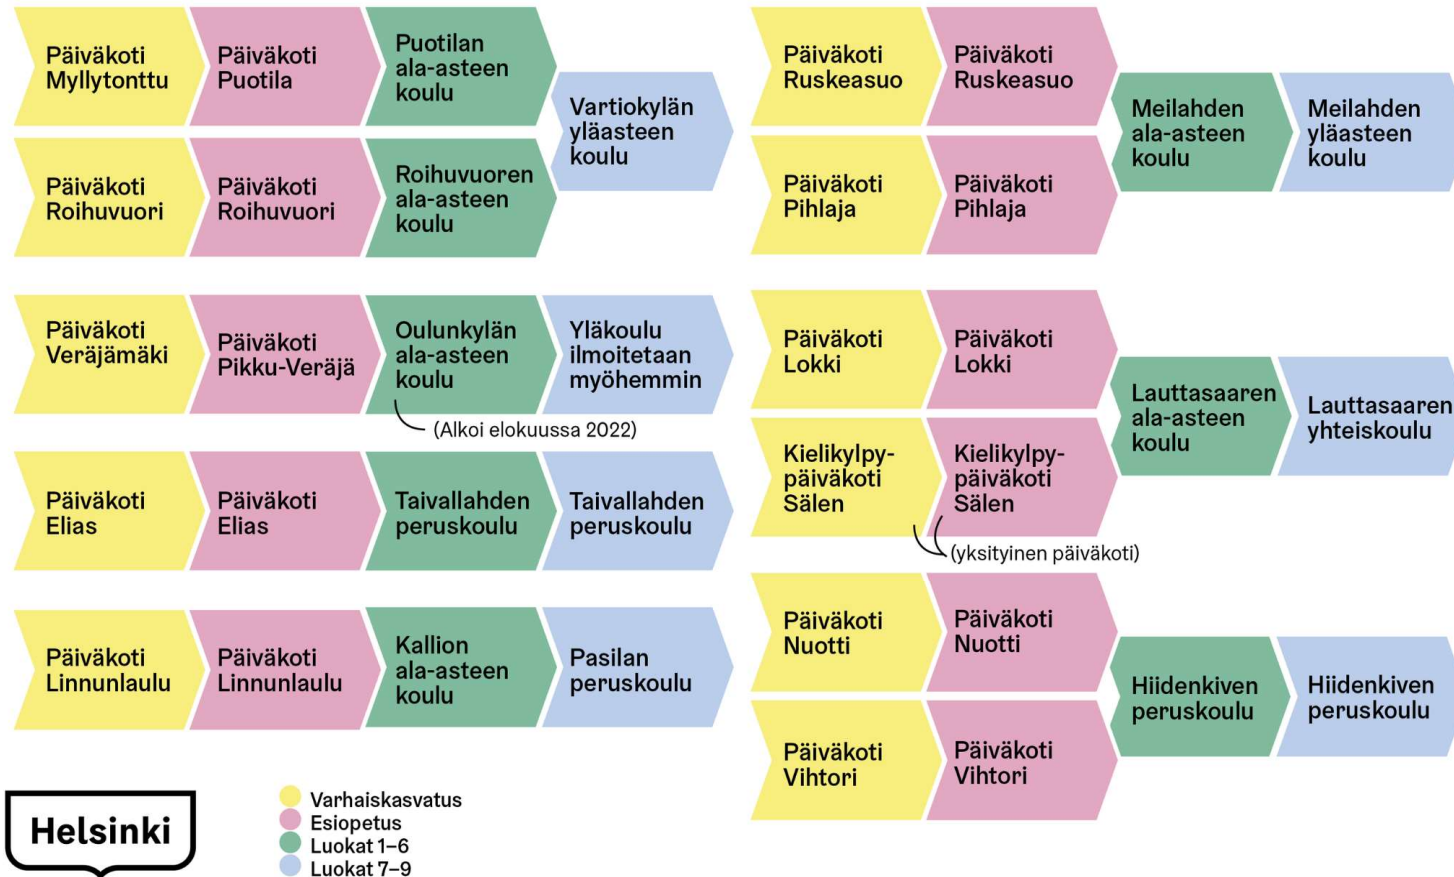 Päiväkoti
Myllytonttu
Päiväkoti
Puotila
Puotilan
ala-asteen
koulu
Vartiokylän
yläasteen
koulu
Päiväkoti
Roihuvuori
Päiväkoti
Roihuvuori
Roihuvuoren
ala-asteen
koulu
Päiväkoti
Veräjämäki
Päiväkoti
Pikku-Veräjä
Oulunkylän
ala-asteen
koulu
Yläkoulu
ilmoitetaan
myöhemmin
(Alkoi elokuussa 2022)
Päiväkoti
Elias
Päiväkoti
Elias
Taivallahden
peruskoulu
Taivallahden
peruskoulu
Päiväkoti
Linnunlaulu
Päiväkoti
Linnunlaulu
Kallion
ala-asteen
koulu
Pasilan
peruskoulu
Päiväkoti
Ruskeasuo
Päiväkoti
Ruskeasuo
Päiväkoti
Pihlaja
Päiväkoti
Pihlaja
Meilahden
ala-asteen
koulu
Meilahden
yläasteen
koulu
Päiväkoti
Lokki
Päiväkoti
Lokki
Kielikylpy-
päiväkoti
Sälen
Kielikylpy-
päiväkoti
Sälen
(yksityinen päiväkoti)
Lauttasaaren
ala-asteen
koulu
Lauttasaaren
yhteiskoulu
Päiväkoti
Nuotti
Päiväkoti
Nuotti
Päiväkoti
Vihtori
Päiväkoti
Vihtori
Hiidenkiven
peruskoulu
Hiidenkiven
peruskoulu
Helsinki
Varhaiskasvatus
Esiopetus
Luokat 1–6
Luokat 7–9